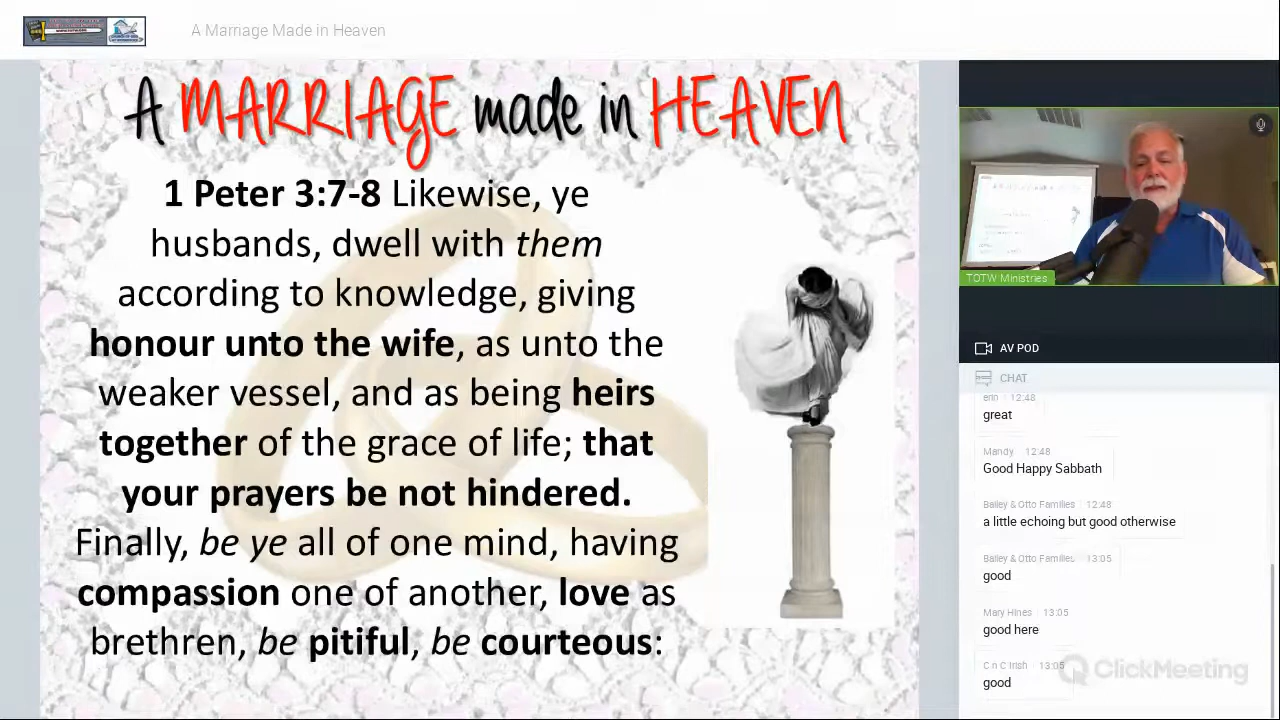 A Marriage Made in Heaven
A MARRIAGE made in HEAVEN
1 Peter 3:7-8 Likewise, ye
husbands, dwell with them
according to knowledge, giving
honour unto the wife, as unto the
weaker vessel, and as being heirs
together of the grace of life; that
your prayers be not hindered.
Finally, be ye all of one mind, having
compassion one of another, love as
brethren, be pitiful, be courteous:
TOTW Ministries
AV POD
CHAT
erin 12:48
great
Mandy 12:48
Good Happy Sabbath
Bailey & Otto Families 12:48
a little echoing but good otherwise
Bailey & Otto Families 13:05
good
Mary Hines 13:05
good here
C n C Irish 13:05
good
ClickMeeting